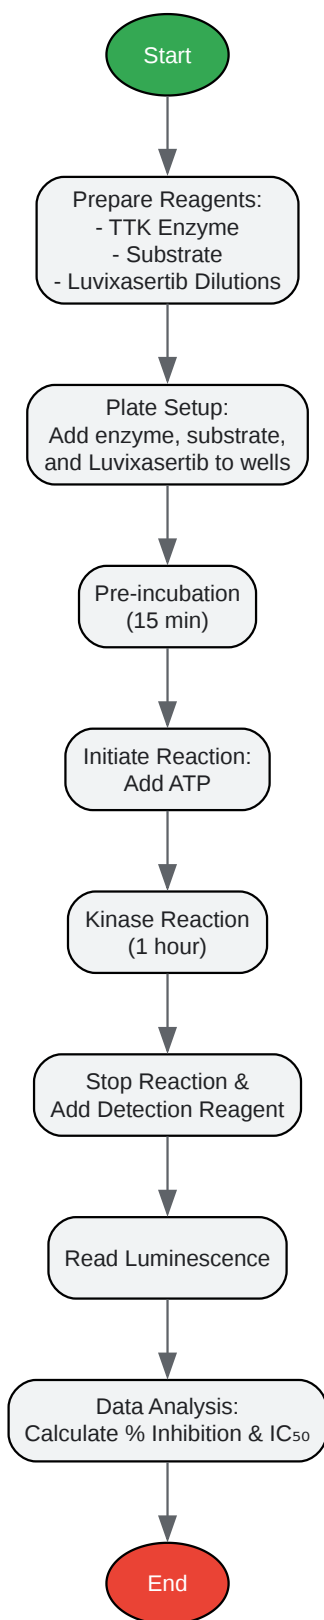 Start
Prepare Reagents:
- TTK Enzyme
- Substrate
- Luvixasertib Dilutions
Plate Setup:
Add enzyme, substrate,
and Luvixasertib to wells
Pre-incubation
(15 min)
Initiate Reaction:
Add ATP
Kinase Reaction
(1 hour)
Stop Reaction &
Add Detection Reagent
Read Luminescence
Data Analysis:
Calculate % Inhibition & IC₅₀
End